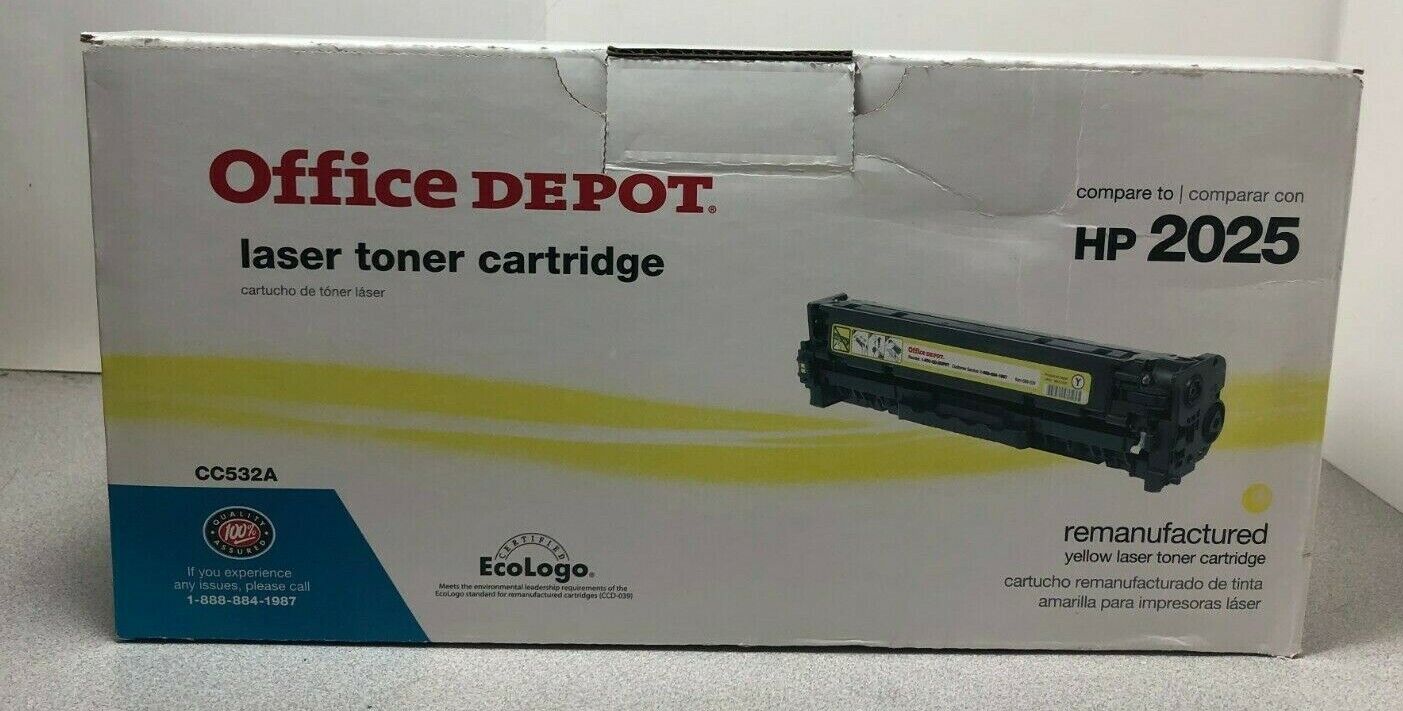 Office DEPOT®
laser toner cartridge
cartucho de tóner láser
compare to | comparar con
HP 2025
Office DEPOT.
Y
CC532A
QUALITY
100%
ASSURED
If you experience
any issues, please call
1-888-884-1987
CERTIFIED
EcoLogo®
Meets the environmental leadership requirements of the
EcoLogo standard for remanufactured cartridges (CCD-039)
remanufactured
yellow laser toner cartridge
cartucho remanufacturado de tinta
amarilla para impresoras láser